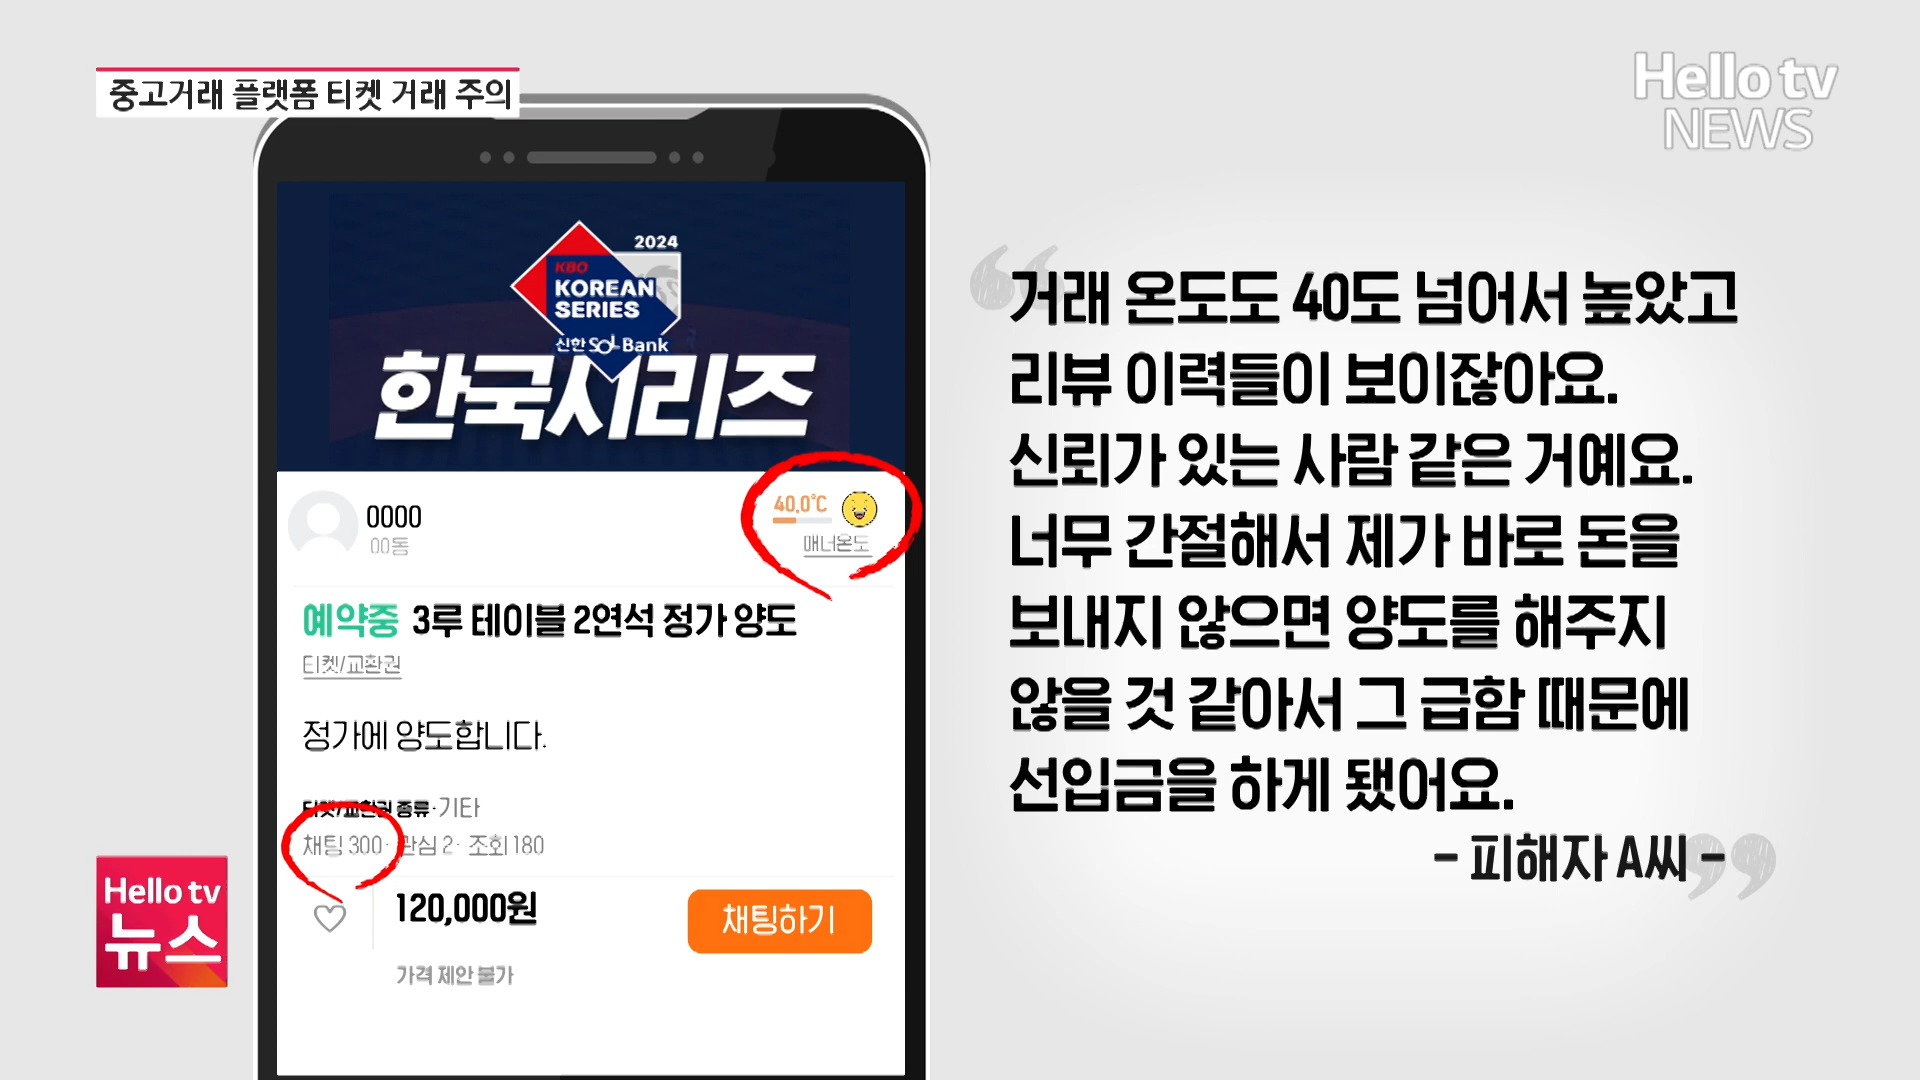 중고거래 플랫폼 티켓 거래 주의
Hello tv
NEWS
2024
KBO
KOREAN
SERIES
신한 SOL Bank
한국시리즈
0000
00동
40.0℃
매너온도
예약중 3루 테이블 2연석 정가 양도
티켓/교환권
정가에 양도합니다.
티켓/교환권 종류·기타
채팅 300· 관심 2· 조회 180
120,000원
가격 제안 불가
채팅하기
“거래 온도도 40도 넘어서 높았고
리뷰 이력들이 보이잖아요.
신뢰가 있는 사람 같은 거예요.
너무 간절해서 제가 바로 돈을
보내지 않으면 양도를 해주지
않을 것 같아서 그 급함 때문에
선입금을 하게 됐어요.
- 피해자 A씨 -”
Hello tv
뉴스